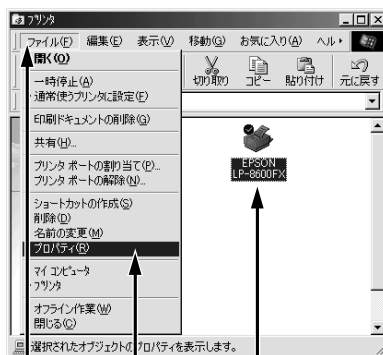 プリンタ
ファイル(F) 編集(E) 表示(V) 移動(G) お気に入り(A) ヘル
切り取り コピー 貼り付け 元に戻す
開く(O)
一時停止(A)
通常使うプリンタに設定(F)
印刷ドキュメントの削除(G)
共有(H)...
プリンタ ポートの割り当て(P)...
プリンタ ポートの解除(N)...
ショートカットの作成(S)
削除(D)
名前の変更(M)
プロパティ(R)
マイ コンピュータ
プリンタ
オフライン作業(W)
閉じる(C)
EPSON
LP-8600FX
選択されたオブジェクトのプロパティを表示します。